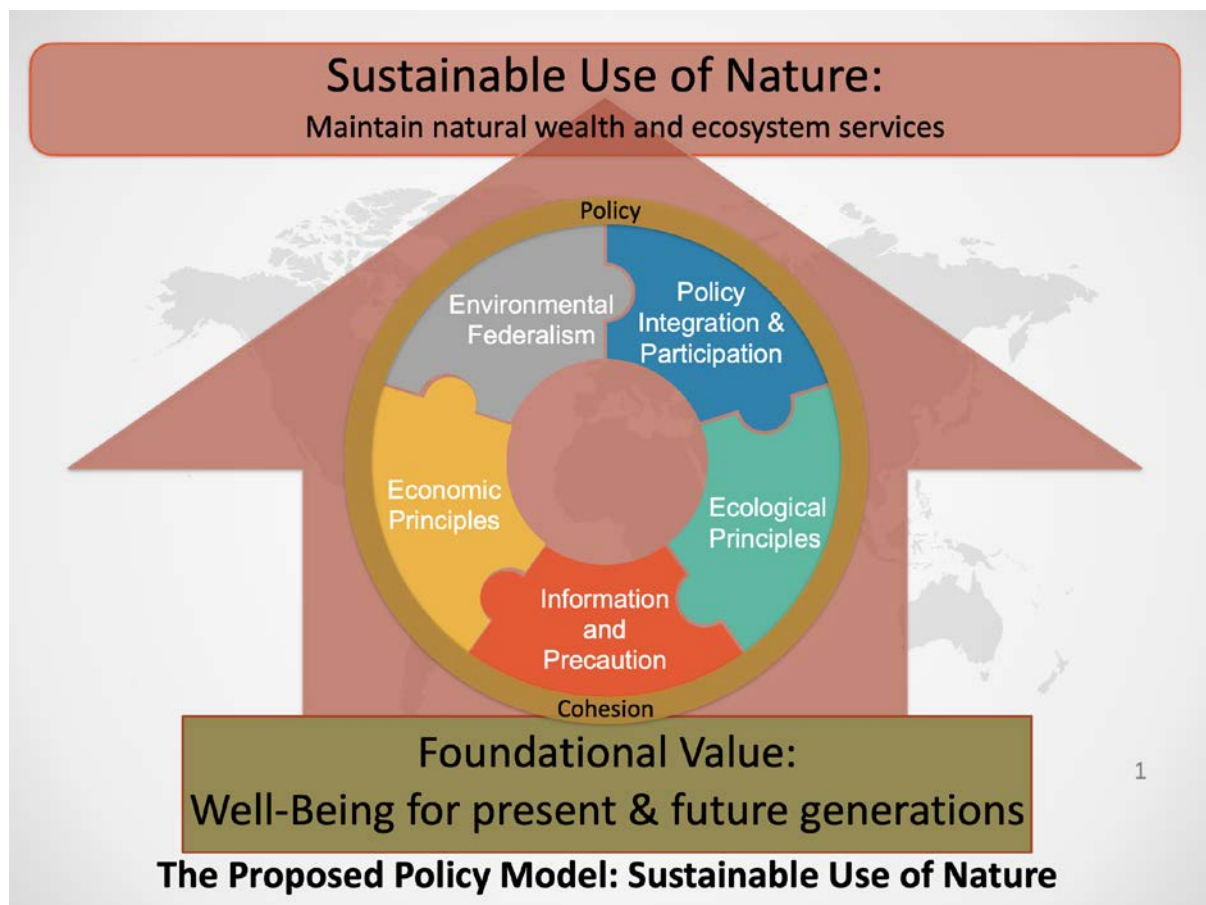 Sustainable Use of Nature:
Maintain natural wealth and ecosystem services
Policy
Environmental
Federalism
Policy
Integration &
Participation
Economic
Principles
Ecological
Principles
Information
and
Precaution
Cohesion
Foundational Value:
Well-Being for present & future generations
1
The Proposed Policy Model: Sustainable Use of Nature